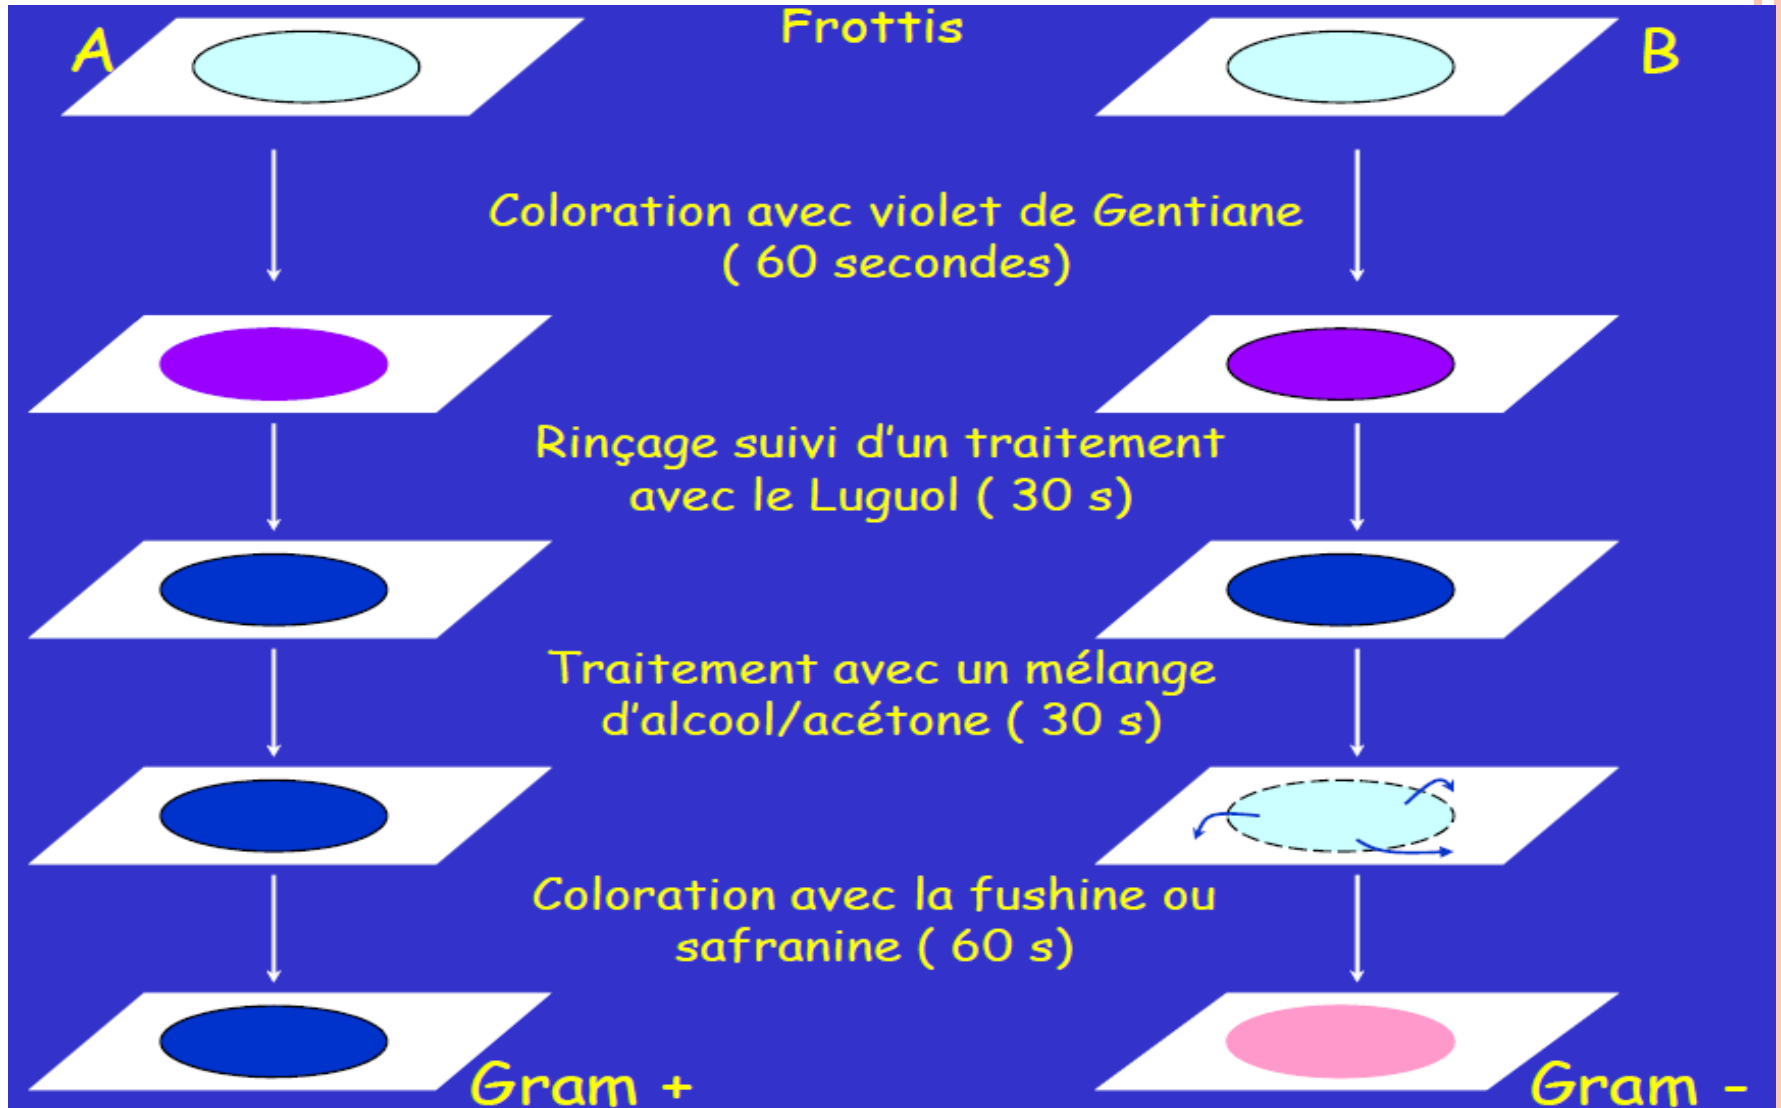 Frottis
A
B
Coloration avec violet de Gentiane
( 60 secondes)
Rinçage suivi d'un traitement
avec le Luguol ( 30 s)
Traitement avec un mélange
d'alcool/acétone ( 30 s)
Coloration avec la fushine ou
safranine ( 60 s)
Gram +
Gram -